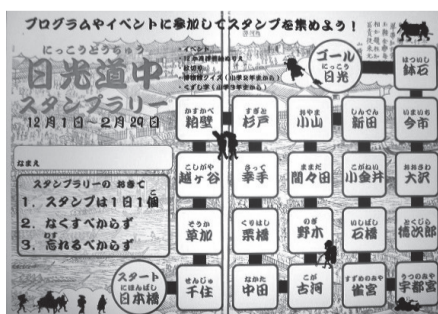 プログラムやイベントに参加してスタンプを集めよう!
にっこうどうちゅう
日光道中
スタンプラリー
12月1日~2月29日
・イベント
ゴール
にっこう
日光
はついし
鉢石
かすかべ
粕壁
すぎと
杉戸
おやま
小山
しんでん
新田
いまいち
今市
なまえ
こしがや
越ヶ谷
さって
幸手
ままだ
間々田
こがねい
小金井
おおさわ
大沢
スタンプラリーの おきて
1. スタンプは1日1個
2. なくすべからず
3. 忘れるべからず
そうか
草加
くりはし
栗橋
のぎ
野木
いしばし
石橋
とくじら
徳次郎
スタート
にほんばし
日本橋
せんじゅ
千住
なかた
中田
こが
古河
すずめのみや
雀宮
うつのみや
宇都宮